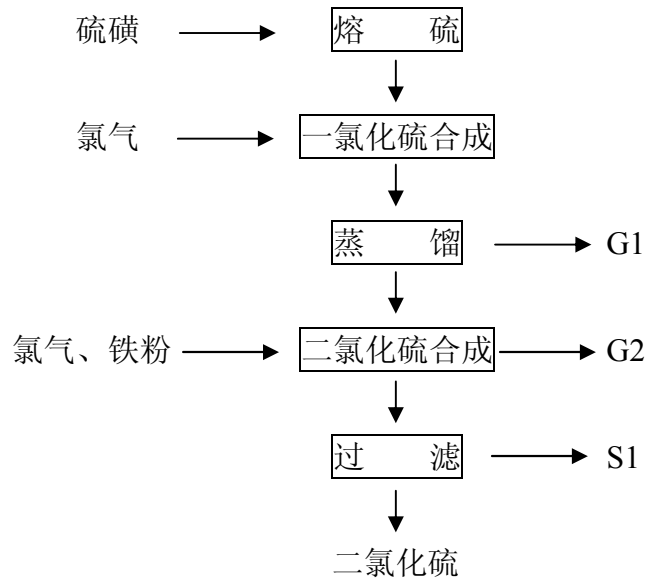 硫磺 熔 硫
氯气 一氯化硫合成
蒸 馏 G1
氯气、铁粉 二氯化硫合成 G2
过 滤 S1
二氯化硫